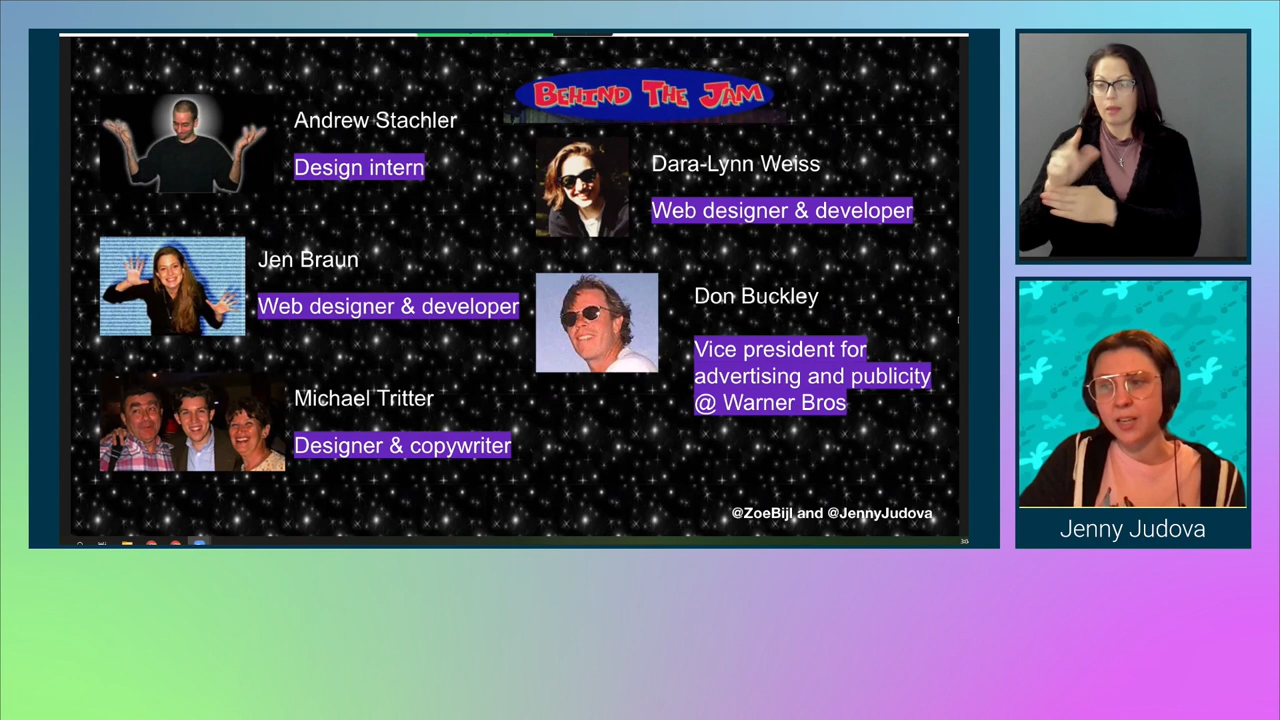 BEHIND THE JAM
Andrew Stachler
Design intern
Jen Braun
Web designer & developer
Michael Tritter
Designer & copywriter
Dara-Lynn Weiss
Web designer & developer
Don Buckley
Vice president for
advertising and publicity
@ Warner Bros
@ZoeBijl and @JennyJudova
Jenny Judova